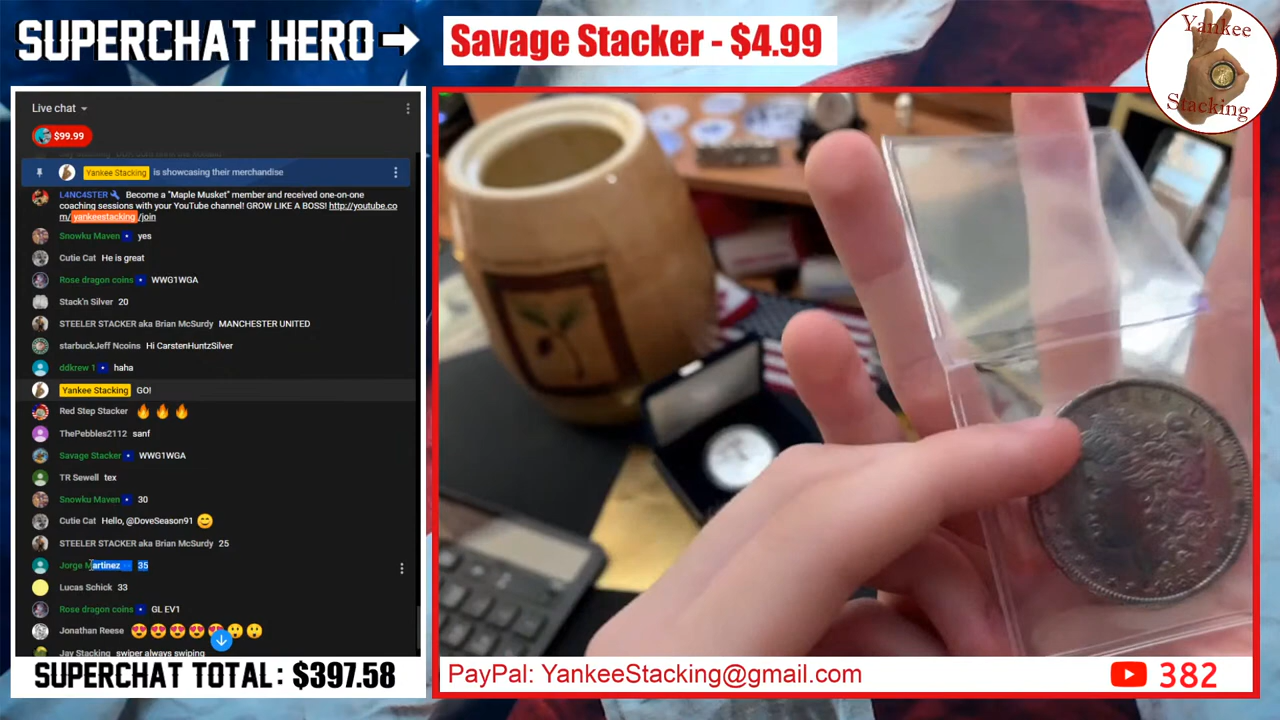 SUPERCHAT HERO
Savage Stacker - $4.99
Yankee
Stacking
Live chat
$99.99
Yankee Stacking is showcasing their merchandise
L4NC4STER Become a "Maple Musket" member and received one-on-one
coaching sessions with your YouTube channel! GROW LIKE A BOSS! http://youtube.co
m/yankeestacking/join
Snowku Maven yes
Cutie Cat He is great
Rose dragon coins WWG1WGA
Stack'n Silver 20
STEELER STACKER aka Brian McSurdy MANCHESTER UNITED
starbuckJeff Ncoins Hi CarstenHuntzSilver
ddkrew 1 haha
Yankee Stacking GO!
Red Step Stacker 🔥 🔥 🔥
ThePebbles2112 sanf
Savage Stacker WWG1WGA
TR Sewell tex
Snowku Maven 30
Cutie Cat Hello, @DoveSeason91 😊
STEELER STACKER aka Brian McSurdy 25
Jorge Martinez 35
Lucas Schick 33
Rose dragon coins GL EV1
Jonathan Reese 😍😍😍😍😍😲😲
Jay Stacking swiper always swiping
SUPERCHAT TOTAL: $397.58
PayPal: YankeeStacking@gmail.com
382